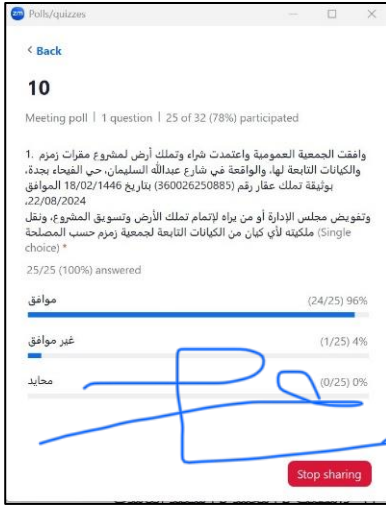 Polls/quizzes
Back
10
Meeting poll | 1 question | 25 of 32 (78%) participated
1. وافقت الجمعية العمومية واعتمدت شراء وتملك أرض لمشروع مقرات زمزم
والكيانات التابعة لها، والواقعة في شارع عبدالله السليمان، حي الفيحاء بجدة،
بوثيقة تملك عقار رقم (360026250885) بتاريخ 18/02/1446 الموافق
22/08/2024،
وتفويض مجلس الإدارة أو من يراه لإتمام تملك الأرض وتسويق المشروع، ونقل
ملكيته لأي كيان من الكيانات التابعة لجمعية زمزم حسب المصلحة (Single
choice) *
25/25 (100%) answered
موافق (24/25) 96%
غير موافق (1/25) 4%
محايد (0/25) 0%
Stop sharing